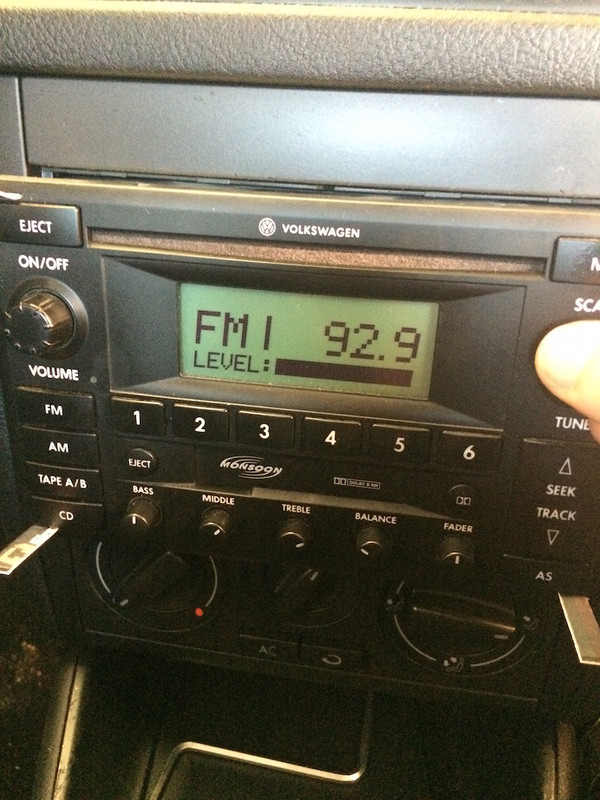 EJECT
VOLKSWAGEN
M
ON/OFF
SCA
FM1 92.9
LEVEL:
VOLUME
TUNE
FM
1 2 3 4 5 6
AM
EJECT
MONSOON
DOLBY B NR
SEEK
TRACK
TAPE A/B
CD
BASS
MIDDLE
TREBLE
BALANCE
FADER
AS
AC